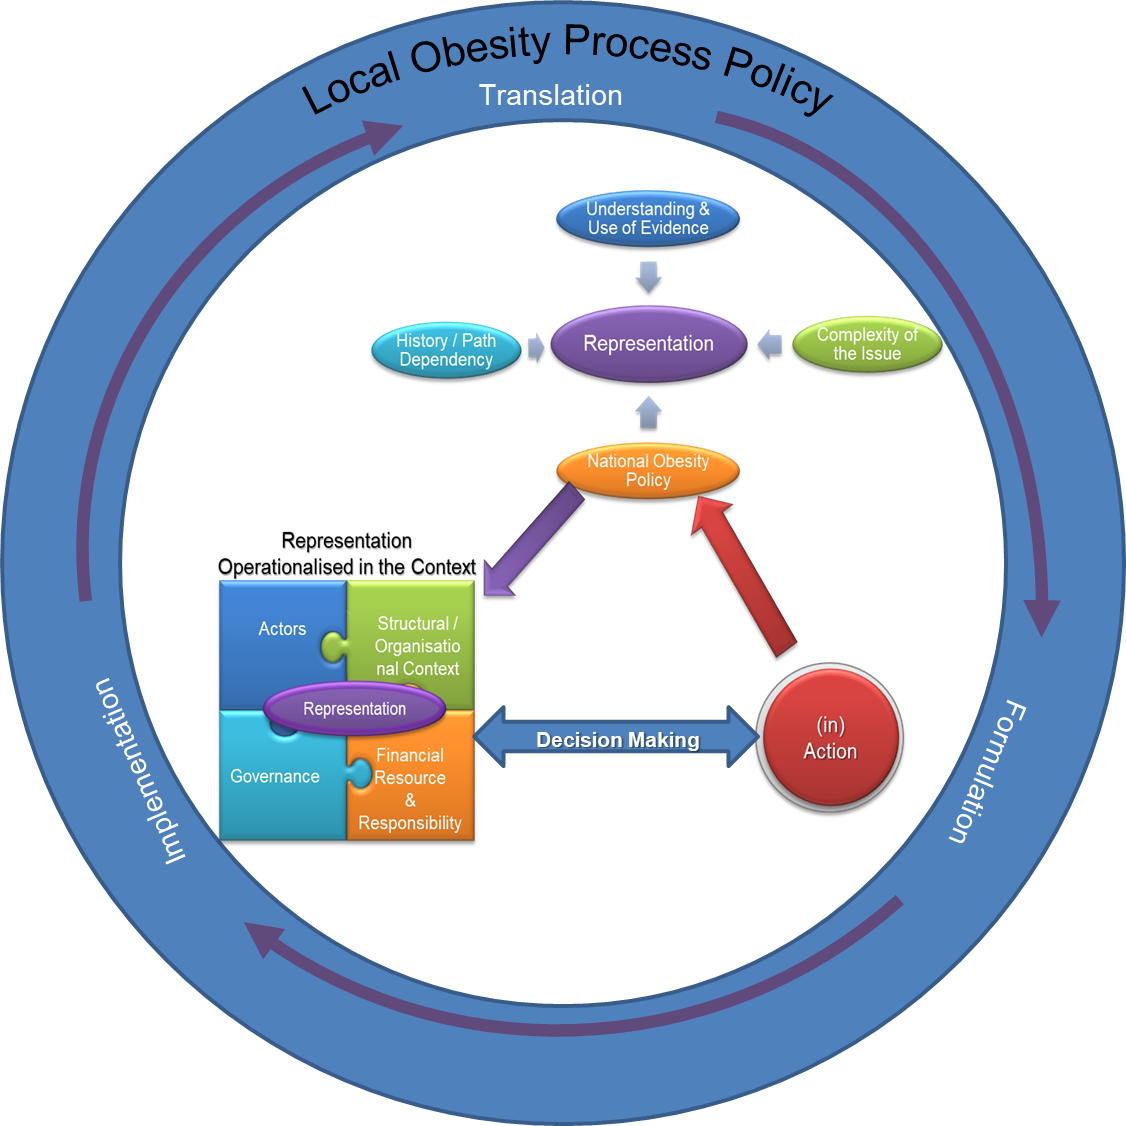 Local Obesity Process Policy
Translation
Understanding &
Use of Evidence
History / Path
Dependency
Representation
Complexity of
the Issue
National Obesity
Policy
Representation
Operationalised in the Context
Actors
Structural /
Organisatio
nal Context
Representation
Governance
Financial
Resource
&
Responsibility
Decision Making
(in)
Action
Formulation
Implementation